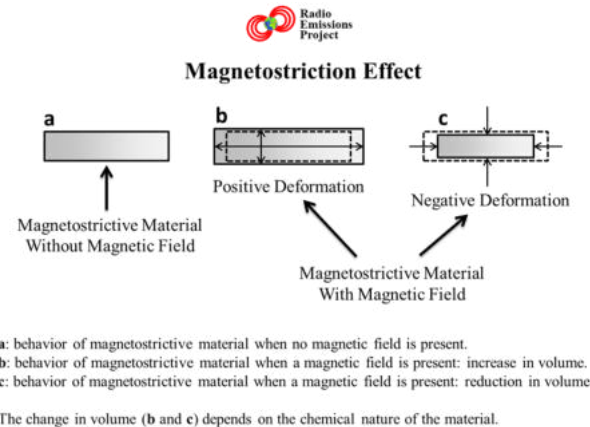 Radio
Emissions
Project
Magnetostriction Effect
a
b
c
Positive Deformation
Negative Deformation
Magnetostrictive Material
Without Magnetic Field
Magnetostrictive Material
With Magnetic Field
a: behavior of magnetostrictive material when no magnetic field is present.
b: behavior of magnetostrictive material when a magnetic field is present: increase in volume.
c: behavior of magnetostrictive material when a magnetic field is present: reduction in volume
The change in volume (b and c) depends on the chemical nature of the material.